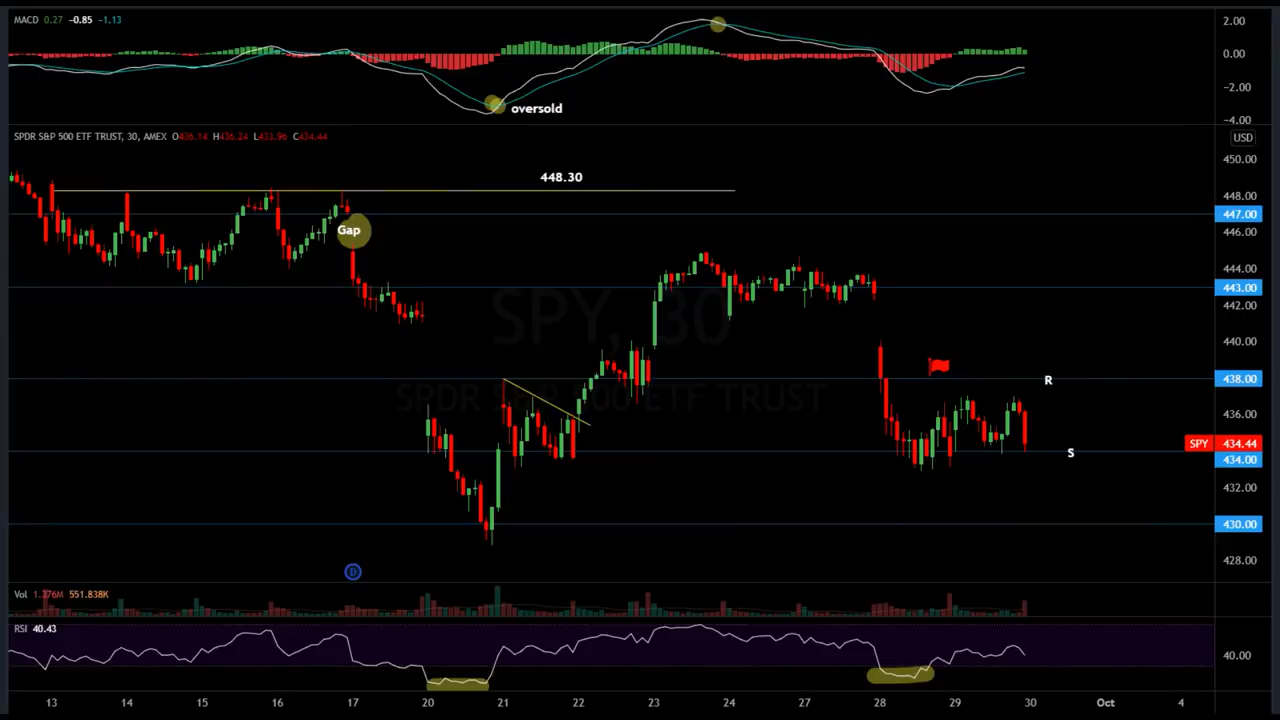 MACD 0.27 -0.85 -1.13
2.00
0.00
-2.00
-4.00
oversold
SPDR S&P 500 ETF TRUST, 30, AMEX O436.14 H436.24 L433.96 C434.44
USD
450.00
448.30
448.00
447.00
Gap
446.00
444.00
443.00
442.00
SPY, 30
440.00
SPDR S&P 500 ETF TRUST
438.00
R
436.00
SPY 434.44
434.00
S
432.00
430.00
428.00
D
Vol 1.376M 551.838K
RSI 40.43
40.00
13 14 15 16 17 20 21 22 23 24 27 28 29 30 Oct 4